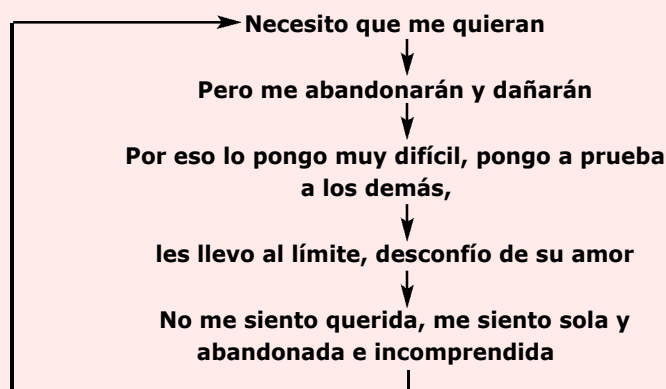 Necesito que me quieran
Pero me abandonarán y dañarán
Por eso lo pongo muy difícil, pongo a prueba
a los demás,
les llevo al límite, desconfío de su amor
No me siento querida, me siento sola y
abandonada e incomprendida